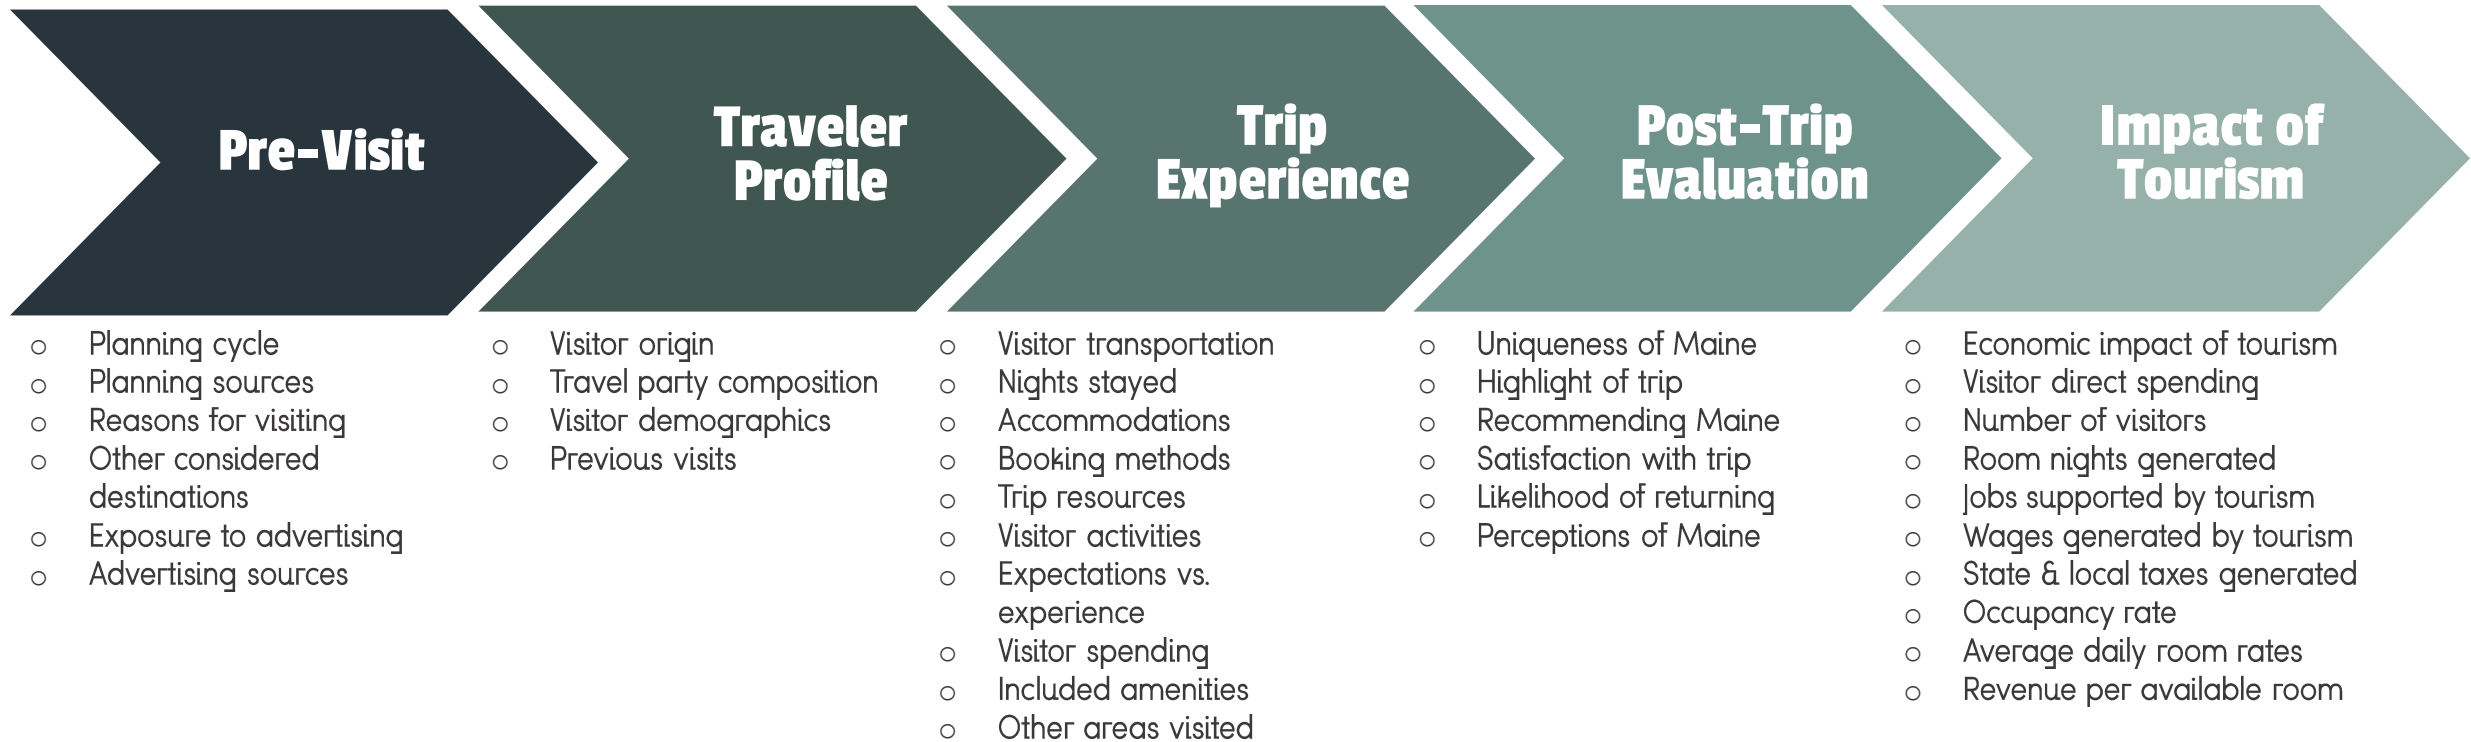 Pre-Visit
Traveler
Profile
Trip
Experience
Post-Trip
Evaluation
Impact of
Tourism
○ Planning cycle
○ Planning sources
○ Reasons for visiting
○ Other considered
destinations
○ Exposure to advertising
○ Advertising sources
○ Visitor origin
○ Travel party composition
○ Visitor demographics
○ Previous visits
○ Visitor transportation
○ Nights stayed
○ Accommodations
○ Booking methods
○ Trip resources
○ Visitor activities
○ Expectations vs.
experience
○ Visitor spending
○ Included amenities
○ Other areas visited
○ Uniqueness of Maine
○ Highlight of trip
○ Recommending Maine
○ Satisfaction with trip
○ Likelihood of returning
○ Perceptions of Maine
○ Economic impact of tourism
○ Visitor direct spending
○ Number of visitors
○ Room nights generated
○ Jobs supported by tourism
○ Wages generated by tourism
○ State & local taxes generated
○ Occupancy rate
○ Average daily room rates
○ Revenue per available room